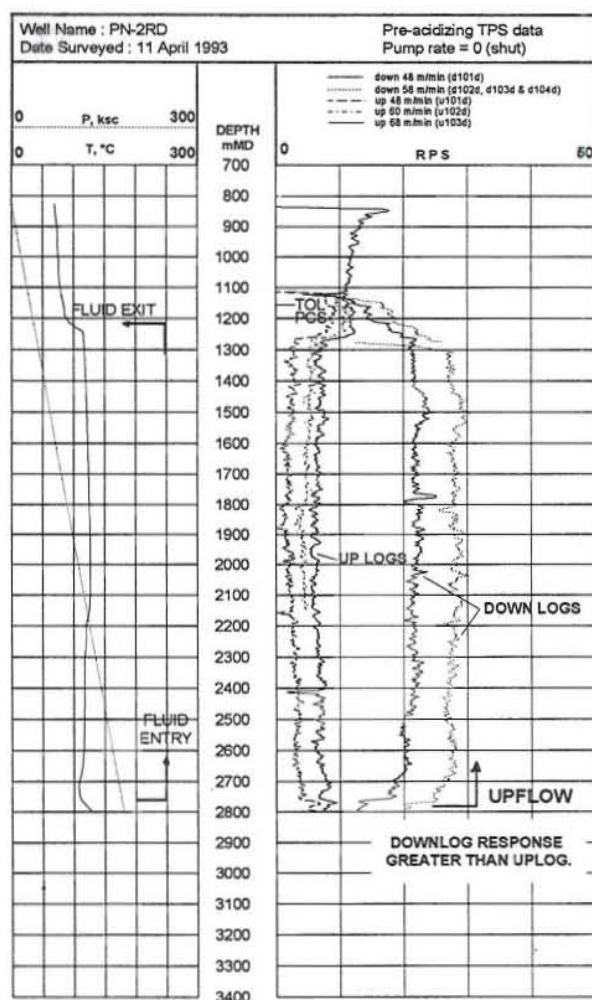 Well Name : PN-2RD
Date Surveyed : 11 April 1993
Pre-acidizing TPS data
Pump rate = 0 (shut)
down 48 m/min (d101d)
down 58 m/min (d102d, d103d & d104d)
up 48 m/min (u101d)
up 60 m/min (u102d)
up 68 m/min (u103d)
0 P, ksc 300
0 T, °C 300
DEPTH
mMD
0 RPS 50
700
800
900
1000
1100
1200
1300
1400
1500
1600
1700
1800
1900
2000
2100
2200
2300
2400
2500
2600
2700
2800
2900
3000
3100
3200
3300
3400
FLUID EXIT
TOL
PCS
UP LOGS
DOWN LOGS
FLUID
ENTRY
UPFLOW
DOWNLOG RESPONSE
GREATER THAN UPLOG.